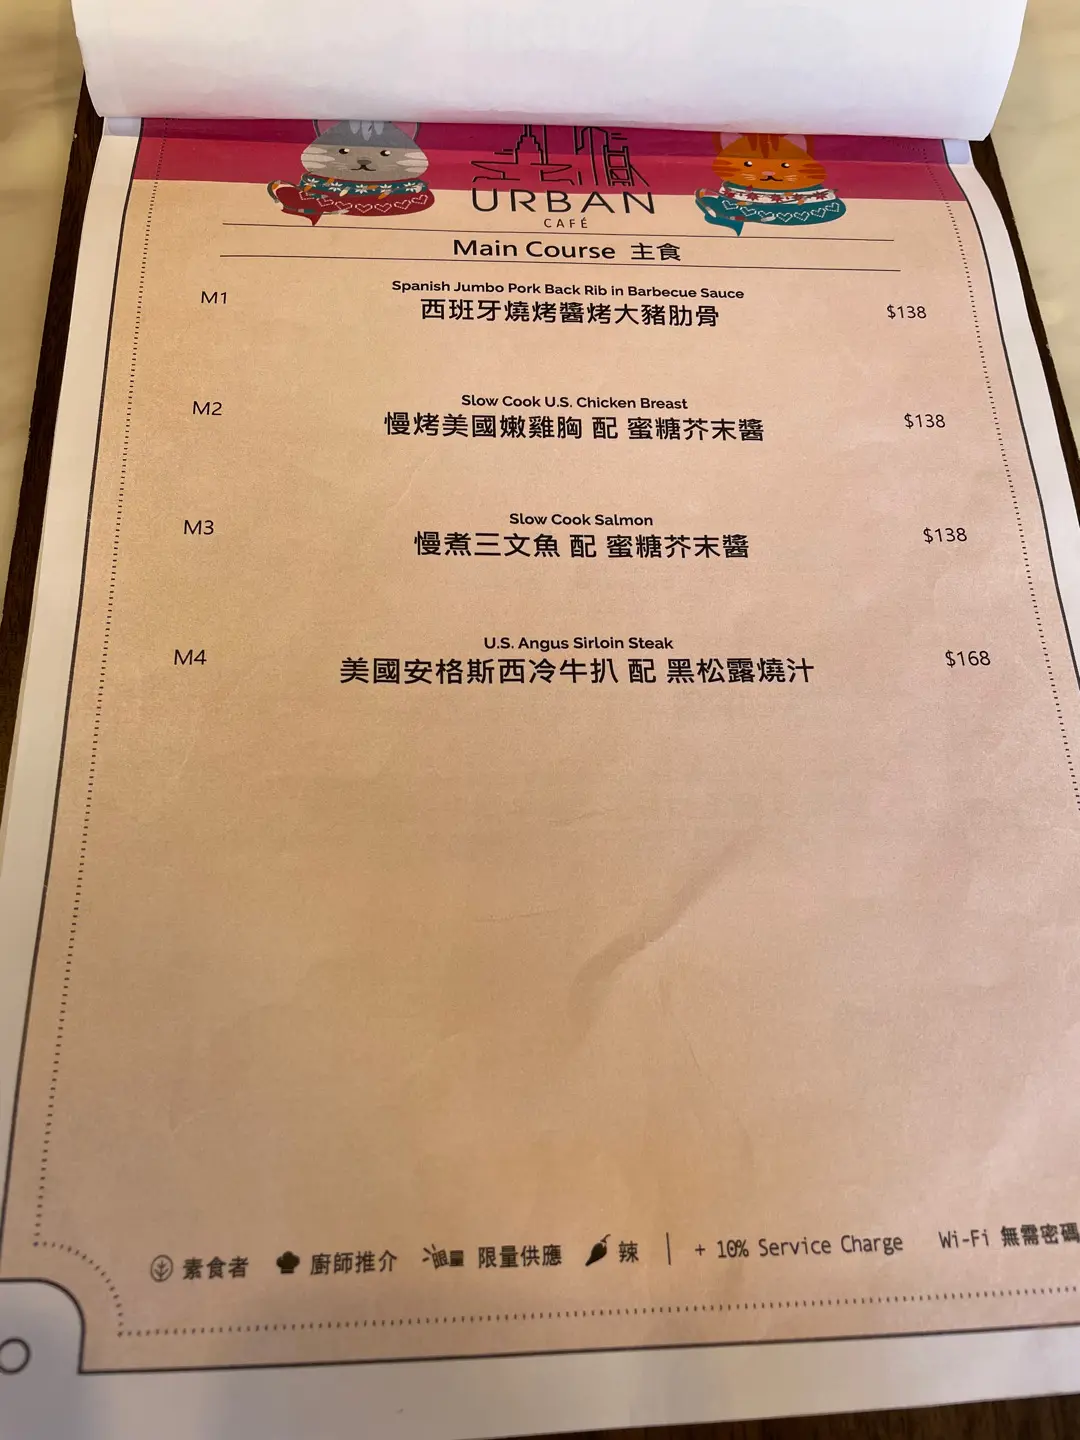 URBAN
CAFÉ
Main Course 主食
M1
Spanish Jumbo Pork Back Rib in Barbecue Sauce
西班牙燒烤醬烤大豬肋骨
$138
M2
Slow Cook U.S. Chicken Breast
慢烤美國嫩雞胸 配 蜜糖芥末醬
$138
M3
Slow Cook Salmon
慢煮三文魚 配 蜜糖芥末醬
$138
M4
U.S. Angus Sirloin Steak
美國安格斯西冷牛扒 配 黑松露燒汁
$168
素食者 廚師推介 限量 限量供應 辣 | + 10% Service Charge Wi-Fi 無需密碼